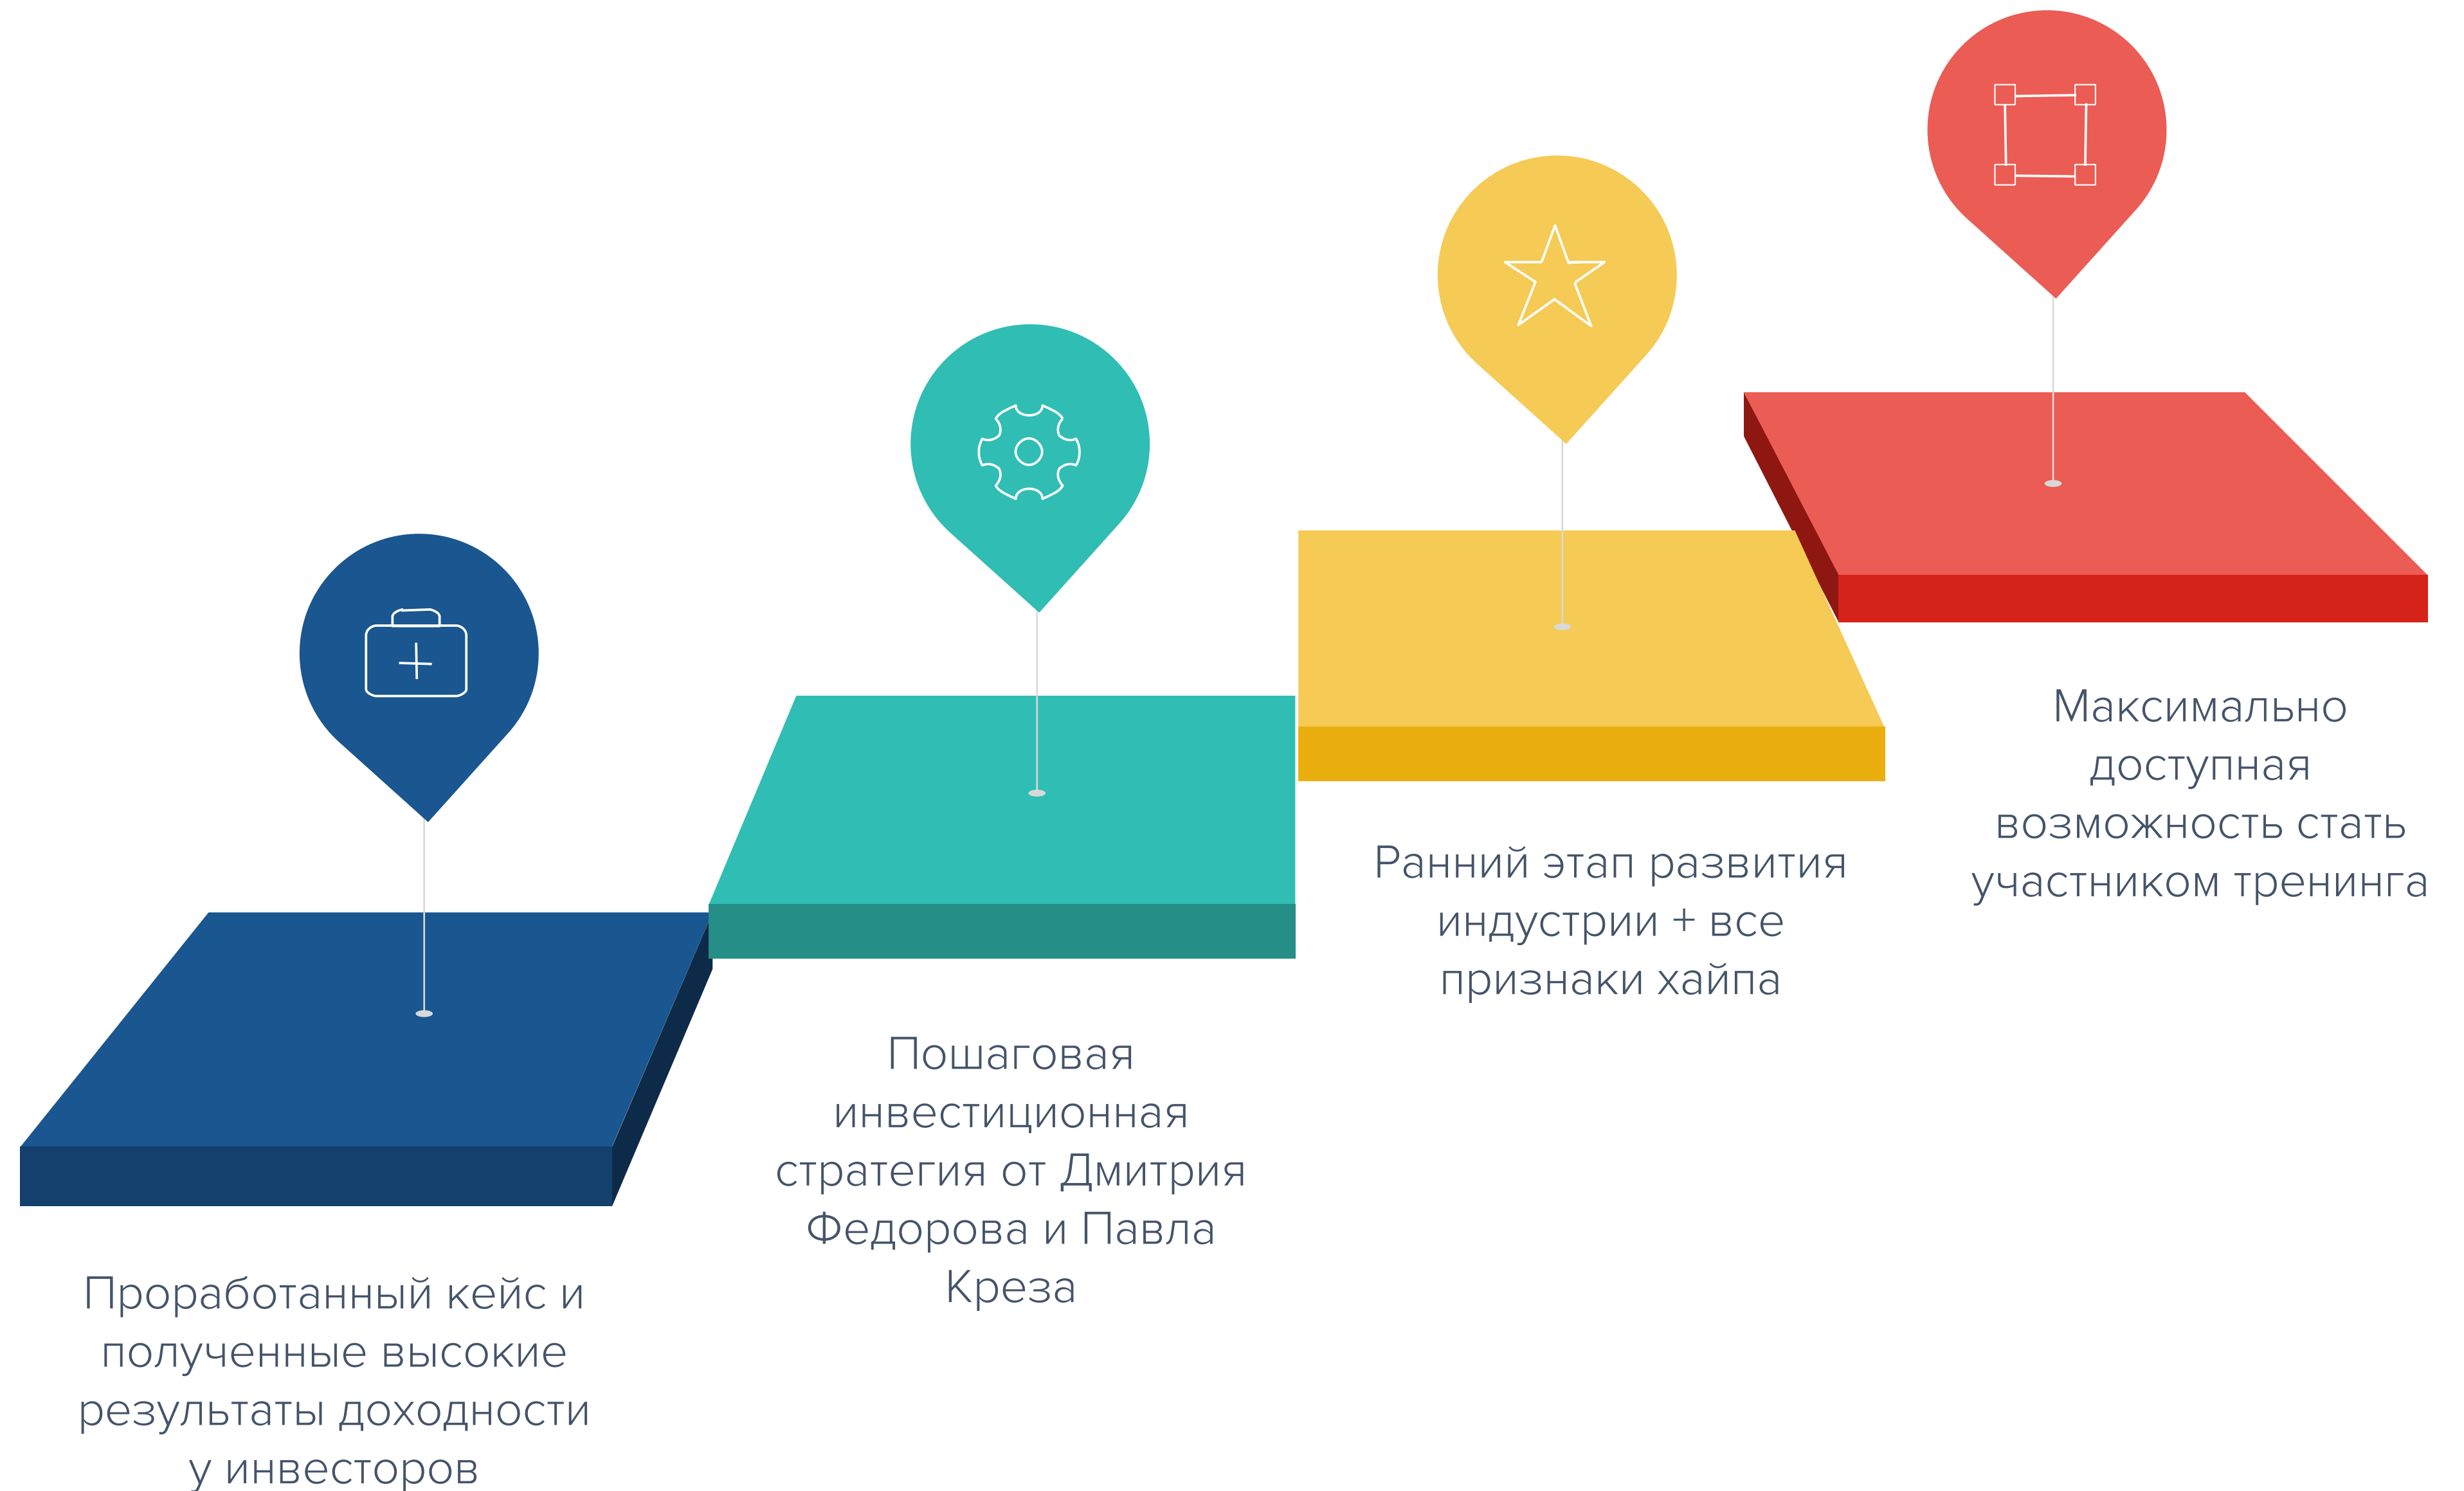 Проработанный кейс и
полученные высокие
результаты доходности
у инвесторов
Пошаговая
инвестиционная
стратегия от Дмитрия
Федорова и Павла
Креза
Ранний этап развития
индустрии + все
признаки хайпа
Максимально
доступная
возможность стать
участником тренинга